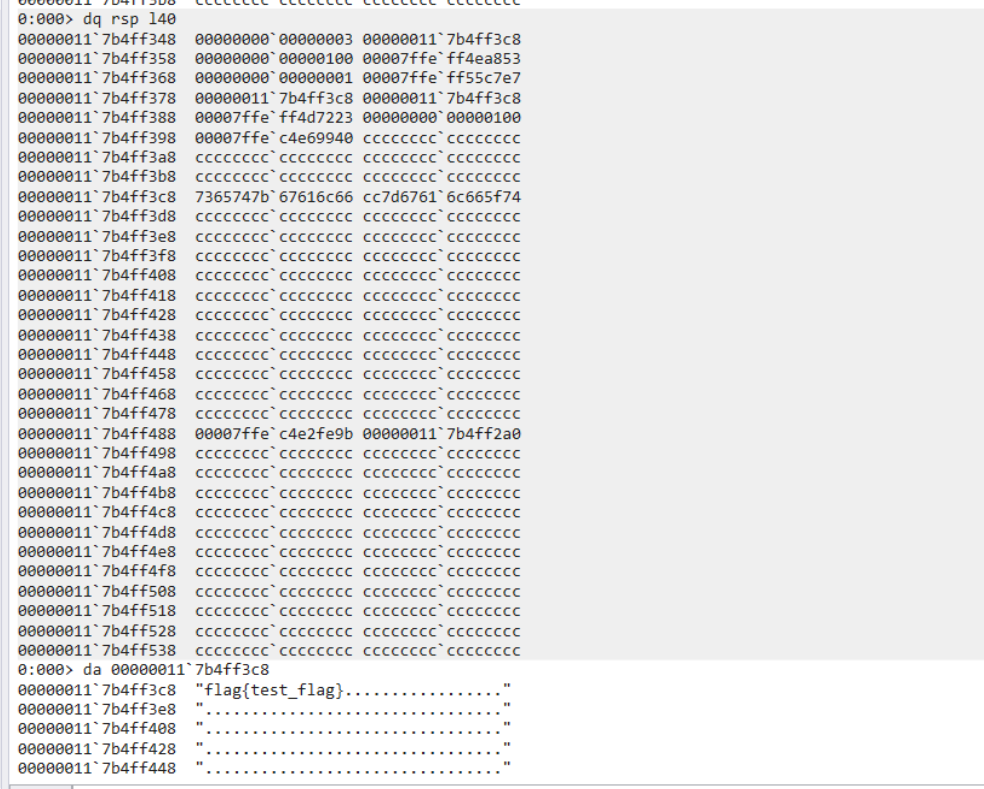 0:000> dq rsp l40
00000011`7b4ff348  00000000`00000003 00000011`7b4ff3c8
00000011`7b4ff358  00000000`00000100 00007ffe`ff4ea853
00000011`7b4ff368  00000000`00000001 00007ffe`ff55c7e7
00000011`7b4ff378  00000011`7b4ff3c8 00000011`7b4ff3c8
00000011`7b4ff388  00007ffe`ff4d7223 00000000`00000100
00000011`7b4ff398  00007ffe`c4e69940 cccccccc`cccccccc
00000011`7b4ff3a8  cccccccc`cccccccc cccccccc`cccccccc
00000011`7b4ff3b8  cccccccc`cccccccc cccccccc`cccccccc
00000011`7b4ff3c8  7365747b`67616c66 cc7d6761`6c665f74
00000011`7b4ff3d8  cccccccc`cccccccc cccccccc`cccccccc
00000011`7b4ff3e8  cccccccc`cccccccc cccccccc`cccccccc
00000011`7b4ff3f8  cccccccc`cccccccc cccccccc`cccccccc
00000011`7b4ff408  cccccccc`cccccccc cccccccc`cccccccc
00000011`7b4ff418  cccccccc`cccccccc cccccccc`cccccccc
00000011`7b4ff428  cccccccc`cccccccc cccccccc`cccccccc
00000011`7b4ff438  cccccccc`cccccccc cccccccc`cccccccc
00000011`7b4ff448  cccccccc`cccccccc cccccccc`cccccccc
00000011`7b4ff458  cccccccc`cccccccc cccccccc`cccccccc
00000011`7b4ff468  cccccccc`cccccccc cccccccc`cccccccc
00000011`7b4ff478  cccccccc`cccccccc cccccccc`cccccccc
00000011`7b4ff488  00007ffe`c4e2fe9b 00000011`7b4ff2a0
00000011`7b4ff498  cccccccc`cccccccc cccccccc`cccccccc
00000011`7b4ff4a8  cccccccc`cccccccc cccccccc`cccccccc
00000011`7b4ff4b8  cccccccc`cccccccc cccccccc`cccccccc
00000011`7b4ff4c8  cccccccc`cccccccc cccccccc`cccccccc
00000011`7b4ff4d8  cccccccc`cccccccc cccccccc`cccccccc
00000011`7b4ff4e8  cccccccc`cccccccc cccccccc`cccccccc
00000011`7b4ff4f8  cccccccc`cccccccc cccccccc`cccccccc
00000011`7b4ff508  cccccccc`cccccccc cccccccc`cccccccc
00000011`7b4ff518  cccccccc`cccccccc cccccccc`cccccccc
00000011`7b4ff528  cccccccc`cccccccc cccccccc`cccccccc
00000011`7b4ff538  cccccccc`cccccccc cccccccc`cccccccc
0:000> da 00000011`7b4ff3c8
00000011`7b4ff3c8  "flag{test_flag}................."
00000011`7b4ff3e8  "................................"
00000011`7b4ff408  "................................"
00000011`7b4ff428  "................................"
00000011`7b4ff448  "................................"